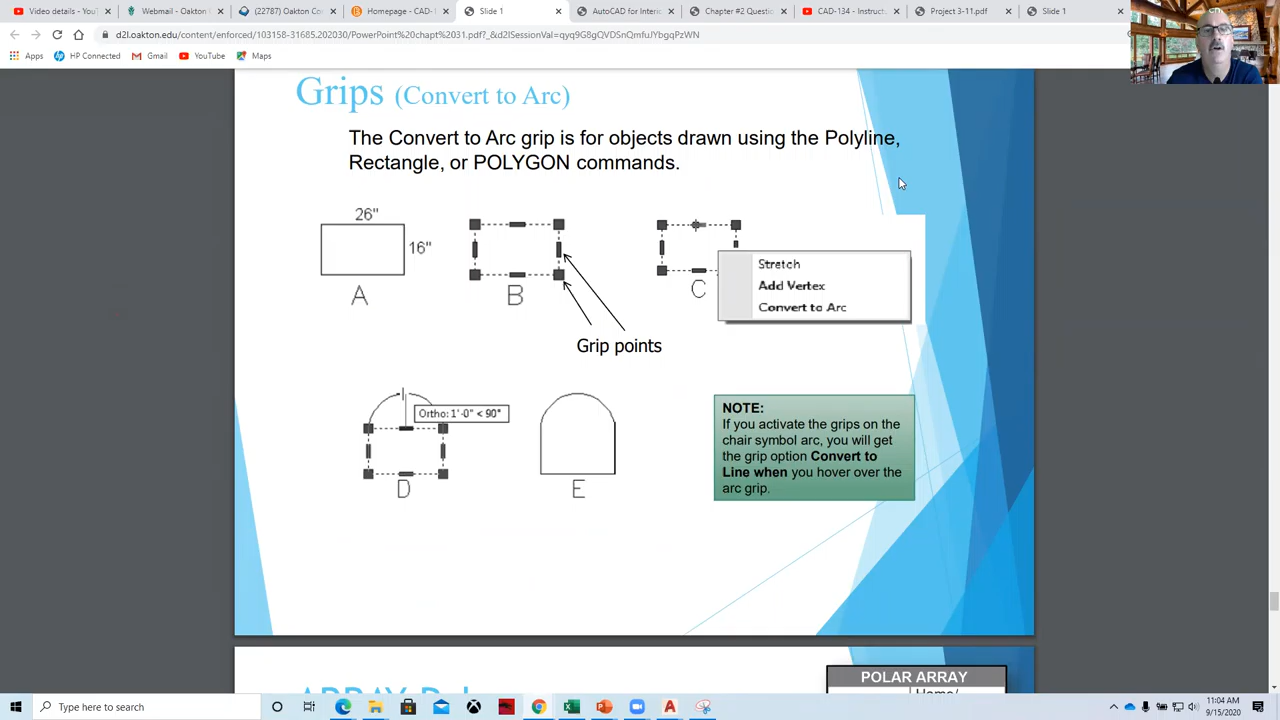 Video details - YouT
Webmail - Oakton
(22787) Oakton Co
Homepage - CAD-
Slide 1
AutoCAD for Interio
Chapter #2 Questio
CAD-134 - Instruct
Project 3-11.pdf
Slide 1
d2l.oakton.edu/content/enforced/103158-31685.202030/PowerPoint%20chapt%2031.pdf?_&d2lSessionVal=qyq9G8gQVDSnQmfuJYbgqPzWN
Apps HP Connected Gmail YouTube Maps
Grips (Convert to Arc)
The Convert to Arc grip is for objects drawn using the Polyline,
Rectangle, or POLYGON commands.
26"
16"
A
B
C
Stretch
Add Vertex
Convert to Arc
Grip points
Ortho: 1'-0" < 90°
D
E
NOTE:
If you activate the grips on the
chair symbol arc, you will get
the grip option Convert to
Line when you hover over the
arc grip.
POLAR ARRAY
Home/
Type here to search
11:04 AM
9/15/2020